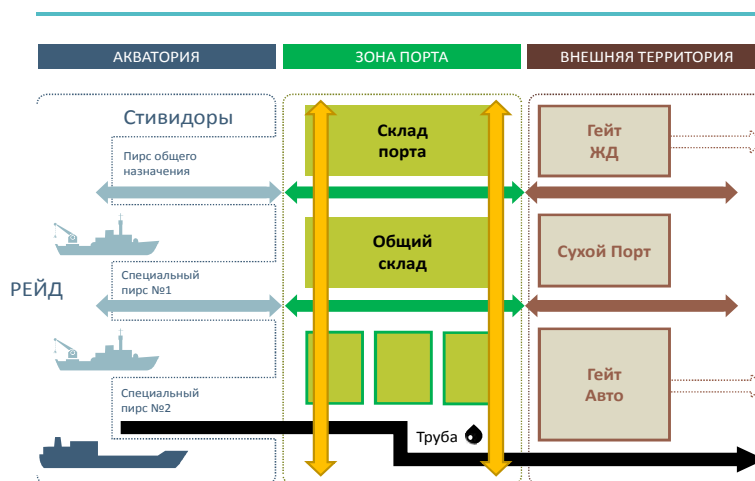 АКВАТОРИЯ
ЗОНА ПОРТА
ВНЕШНЯЯ ТЕРРИТОРИЯ
Стивидоры
Пирс общего
назначения
Склад
порта
Гейт
ЖД
РЕЙД
Общий
склад
Сухой Порт
Специальный
пирс №1
Специальный
пирс №2
Гейт
Авто
Труба